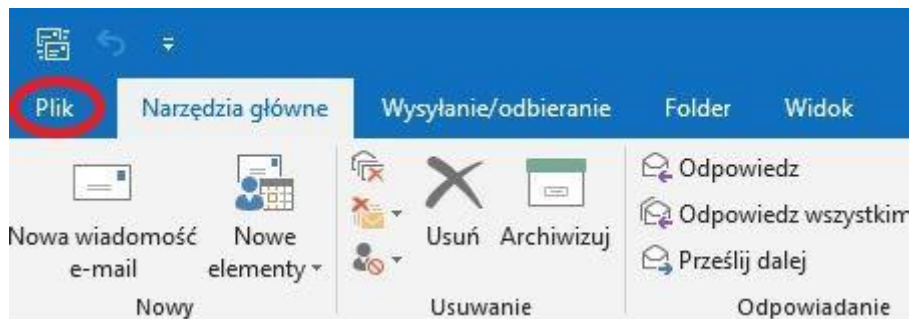 Plik Narzędzia główne Wysyłanie/odbieranie Folder Widok
Nowa wiadomość
e-mail
Nowe
elementy
Nowy
Usuń
Archiwizuj
Usuwanie
Odpowiedz
Odpowiedz wszystkim
Prześlij dalej
Odpowiadanie